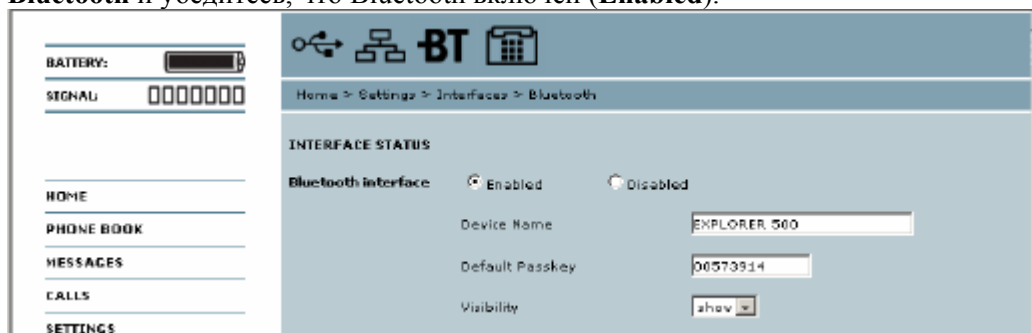 Bluetooth и убедитесь, что Bluetooth включен (Enabled).
BATTERY:
SIGNAL:
BT
Home > Settings > Interfaces > Bluetooth
INTERFACE STATUS
Bluetooth interface Enabled Disabled
Device Name EXPLORER 500
Default Passkey 00573914
Visibility show
HOME
PHONE BOOK
MESSAGES
CALLS
SETTINGS